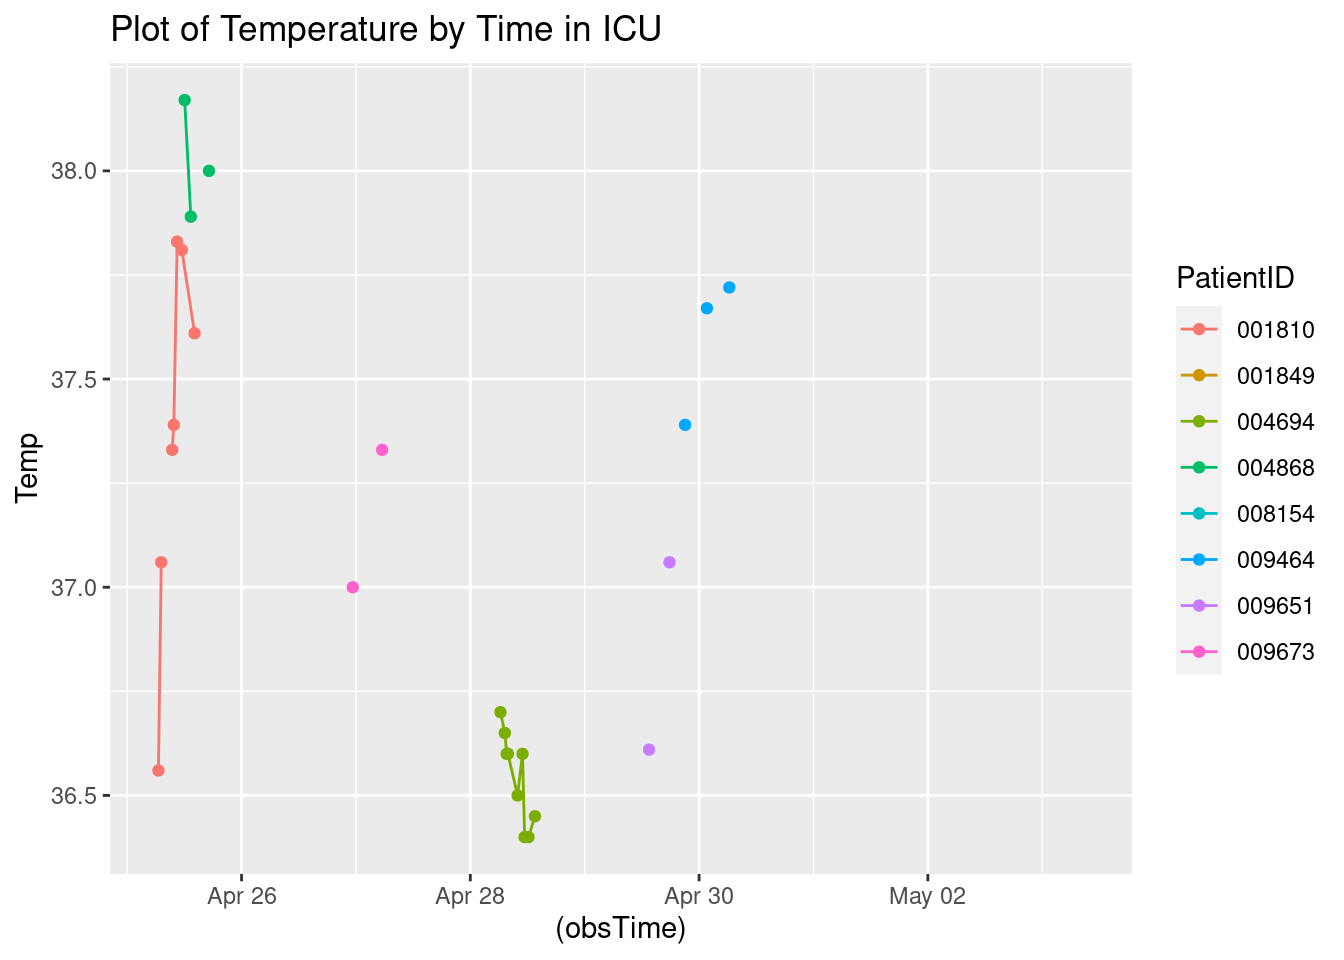 Plot of Temperature by Time in ICU
38.0
37.5
37.0
36.5
Temp
Apr 26 Apr 28 Apr 30 May 02
(obsTime)
PatientID
001810
001849
004694
004868
008154
009464
009651
009673